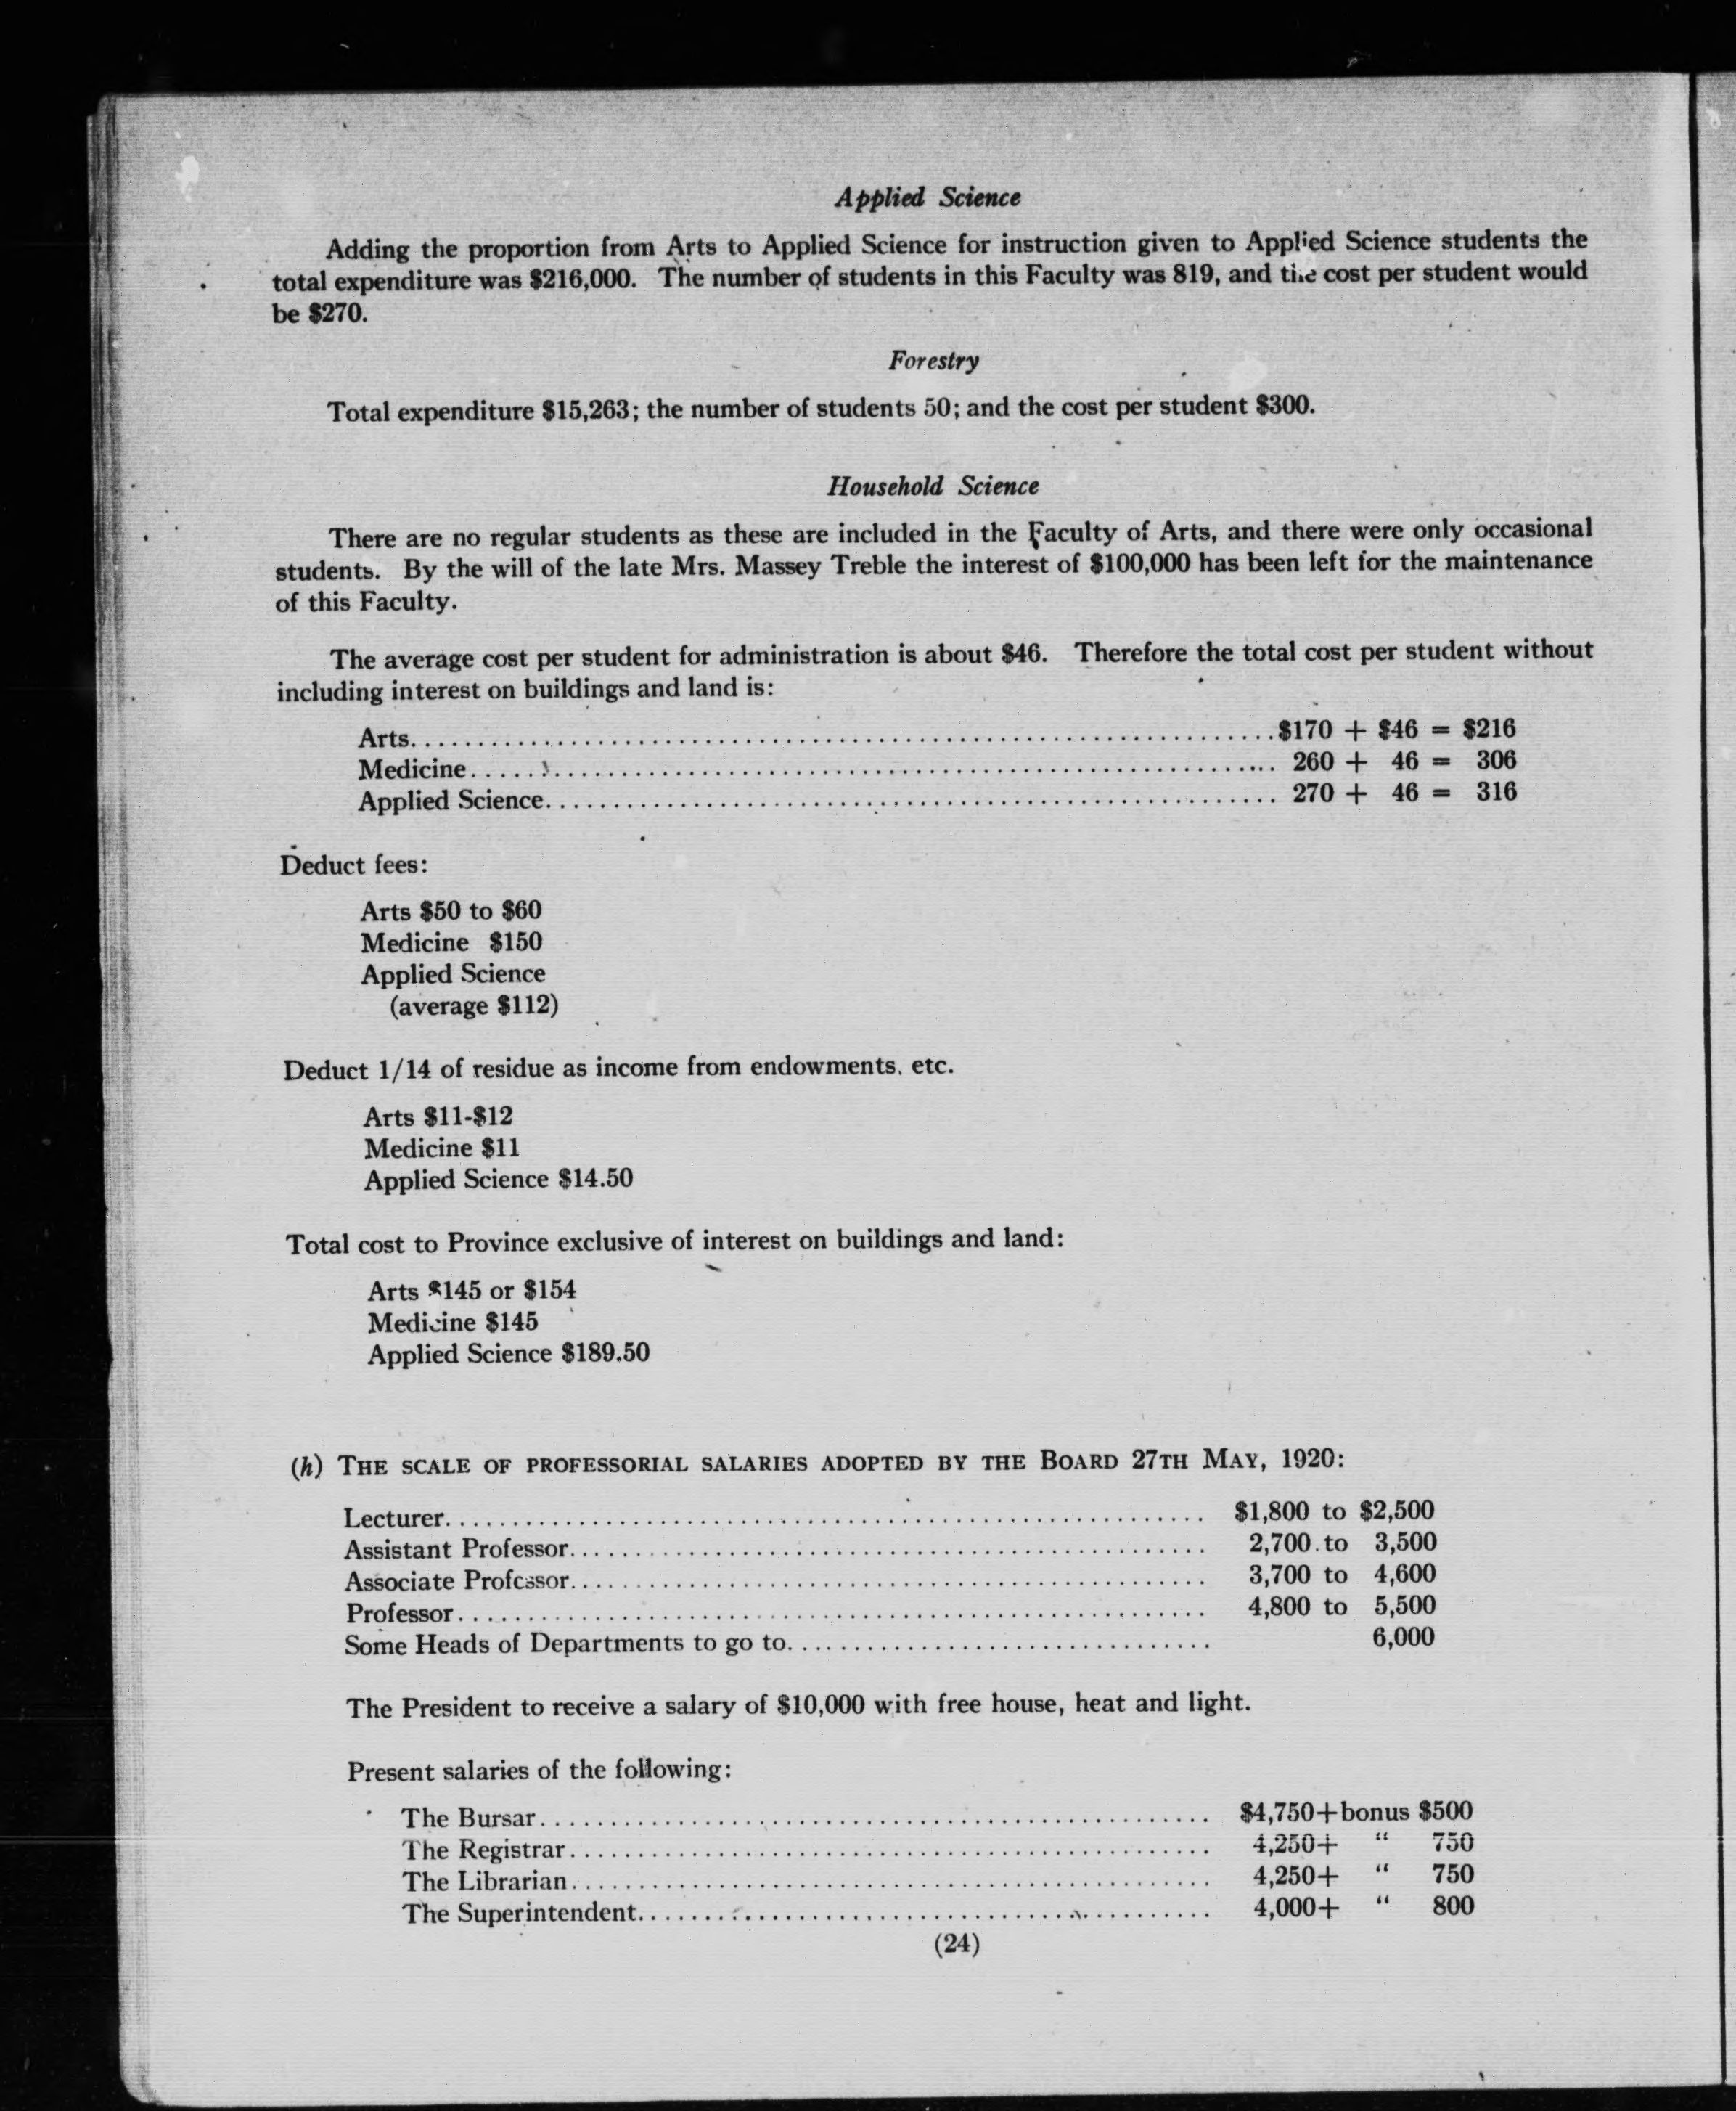 Applied Science
Adding the proportion from Arts to Applied Science for instruction given to Applied Science students the
total expenditure was $216,000. The number of students in this Faculty was 819, and the cost per student would
be $270.
Forestry
Total expenditure $15,263; the number of students 50; and the cost per student $300.
Household Science
There are no regular students as these are included in the Faculty of Arts, and there were only occasional
students. By the will of the late Mrs. Massey Treble the interest of $100,000 has been left for the maintenance
of this Faculty.
The average cost per student for administration is about $46. Therefore the total cost per student without
including interest on buildings and land is:
Arts.......... $170 + $46 = $216
Medicine.......... 260 + 46 = 306
Applied Science.......... 270 + 46 = 316
Deduct fees:
Arts $50 to $60
Medicine $150
Applied Science
(average $112)
Deduct 1/14 of residue as income from endowments, etc.
Arts $11-$12
Medicine $11
Applied Science $14.50
Total cost to Province exclusive of interest on buildings and land:
Arts $145 or $154
Medicine $145
Applied Science $189.50
(h) THE SCALE OF PROFESSORIAL SALARIES ADOPTED BY THE BOARD 27TH MAY, 1920:
Lecturer.......... $1,800 to $2,500
Assistant Professor.......... 2,700 to 3,500
Associate Professor.......... 3,700 to 4,600
Professor.......... 4,800 to 5,500
Some Heads of Departments to go to.......... 6,000
The President to receive a salary of $10,000 with free house, heat and light.
Present salaries of the following:
The Bursar.......... $4,750+bonus $500
The Registrar.......... 4,250+ " 750
The Librarian.......... 4,250+ " 750
The Superintendent.......... 4,000+ " 800
(24)